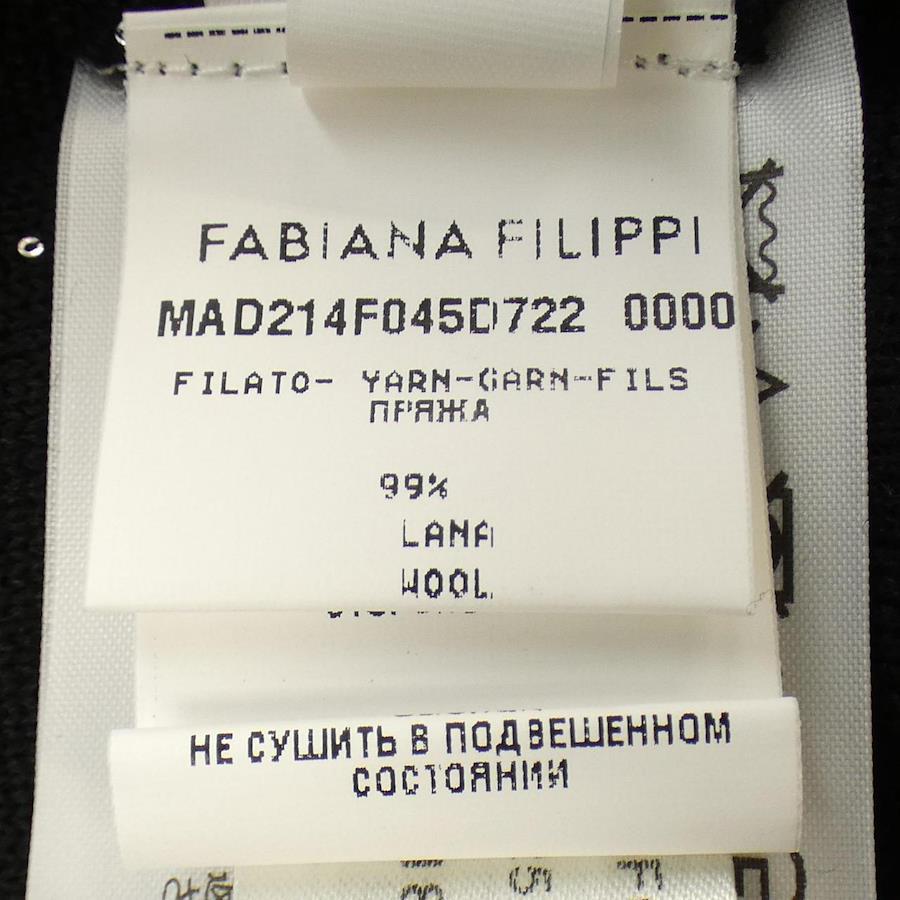 FABIANA FILIPPI
MAD214F045D722 0000
FILATO- YARN-GARN-FILS
ПРЯЖА
99%
LANA
WOOL
НЕ СУШИТЬ В ПОДВЕШЕННОМ
СОСТОЯНИИ